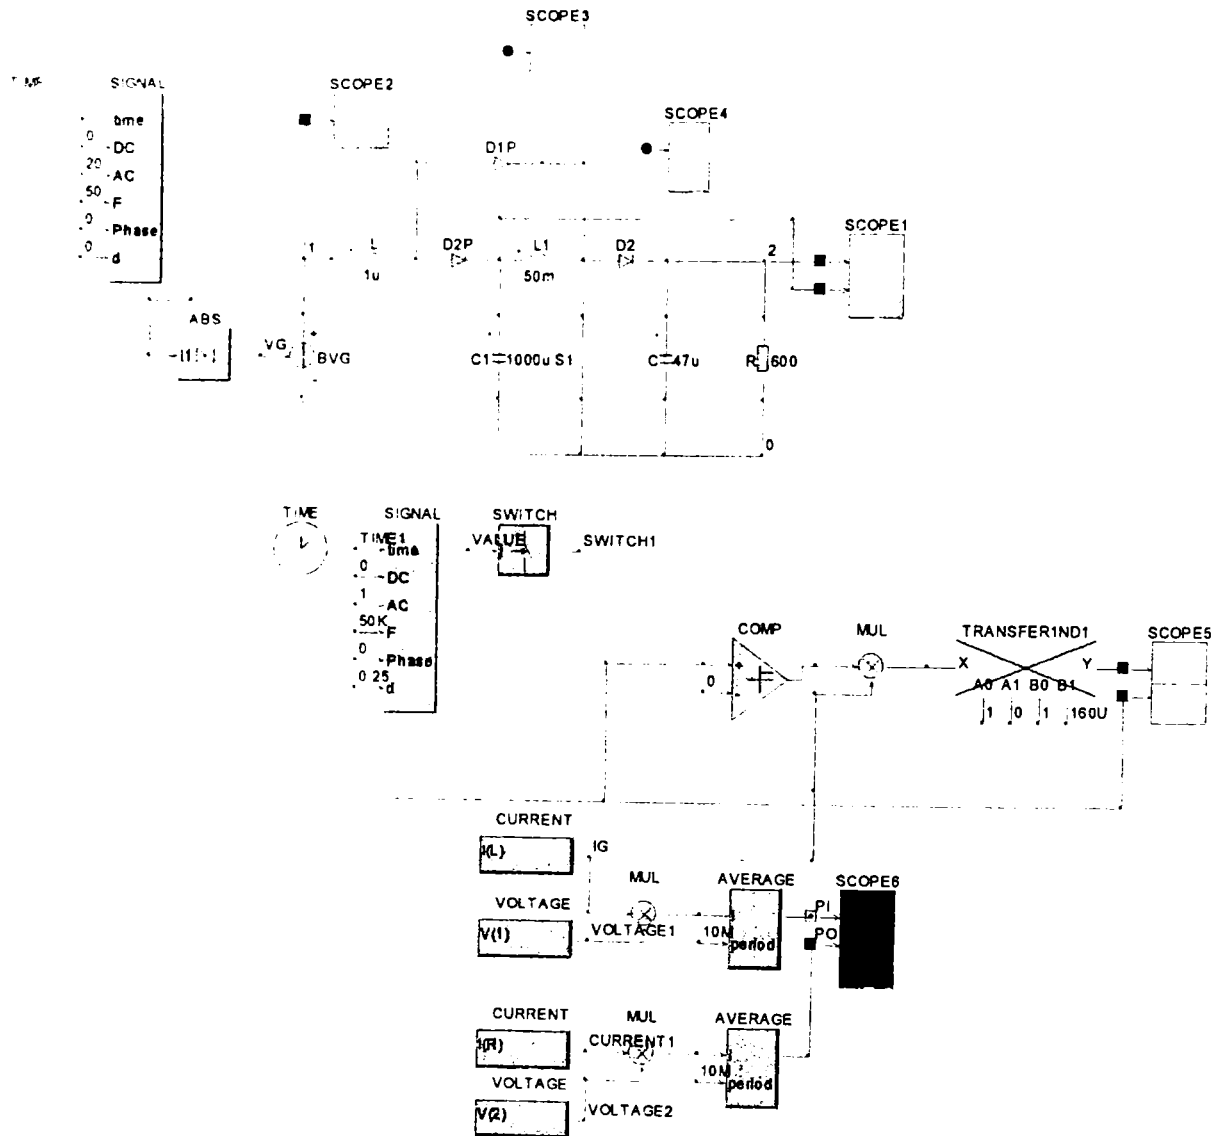 SCOPE3
SIGNAL
SCOPE2
time
0
DC
20
AC
50
F
0
Phase
0
d
SCOPE4
D1P
SCOPE1
1
L
1u
D2P
L1
50m
D2
2
ABS
VG
BVG
C1
1000u
S1
C
47u
R
600
0
TIME
SIGNAL
SWITCH
TIME1
time
VALUE
SWITCH1
0
DC
1
AC
50K
F
0
Phase
0.25
d
COMP
MUL
TRANSFER1ND1
SCOPE5
X
Y
0
A0 A1 B0 B1
1 0 1 160U
CURRENT
I(L)
IG
MUL
AVERAGE
SCOPE6
VOLTAGE
V(1)
VOLTAGE1
10M
period
PI
PO
CURRENT
I(R)
MUL
CURRENT1
AVERAGE
10M
period
VOLTAGE
V(2)
VOLTAGE2